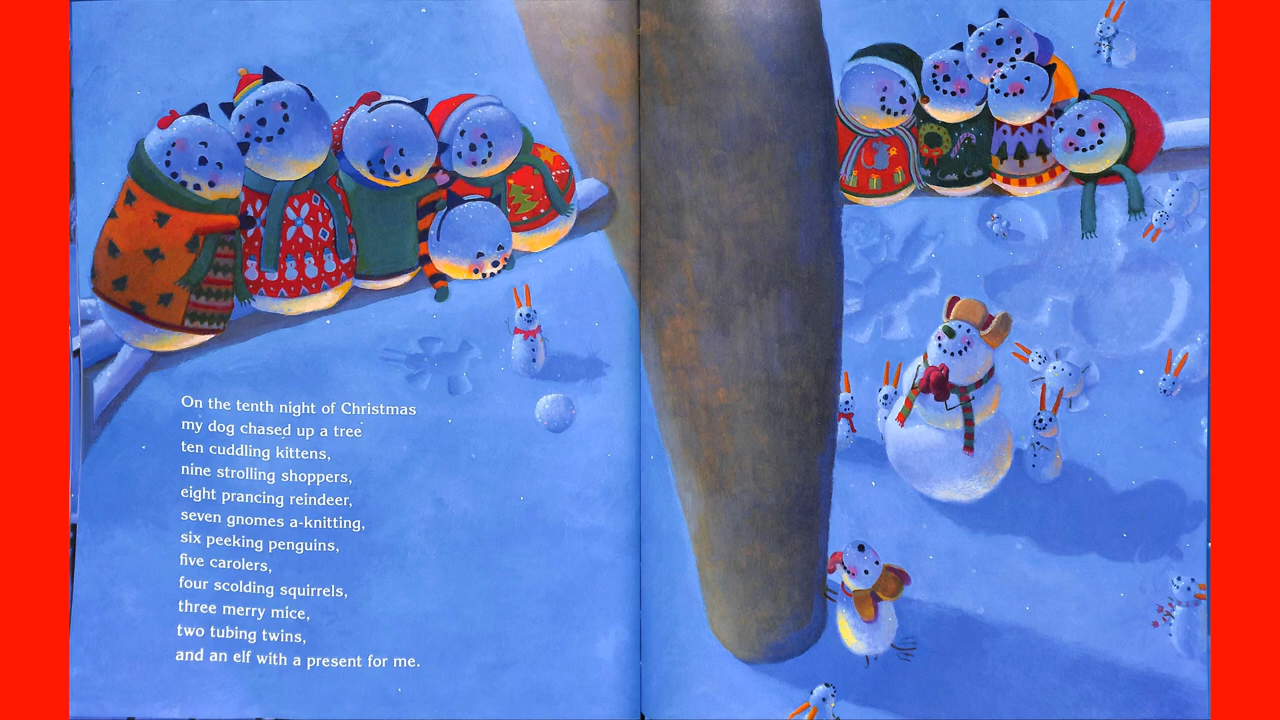 On the tenth night of Christmas
my dog chased up a tree
ten cuddling kittens,
nine strolling shoppers,
eight prancing reindeer,
seven gnomes a-knitting,
six peeking penguins,
five carolers,
four scolding squirrels,
three merry mice,
two tubing twins,
and an elf with a present for me.